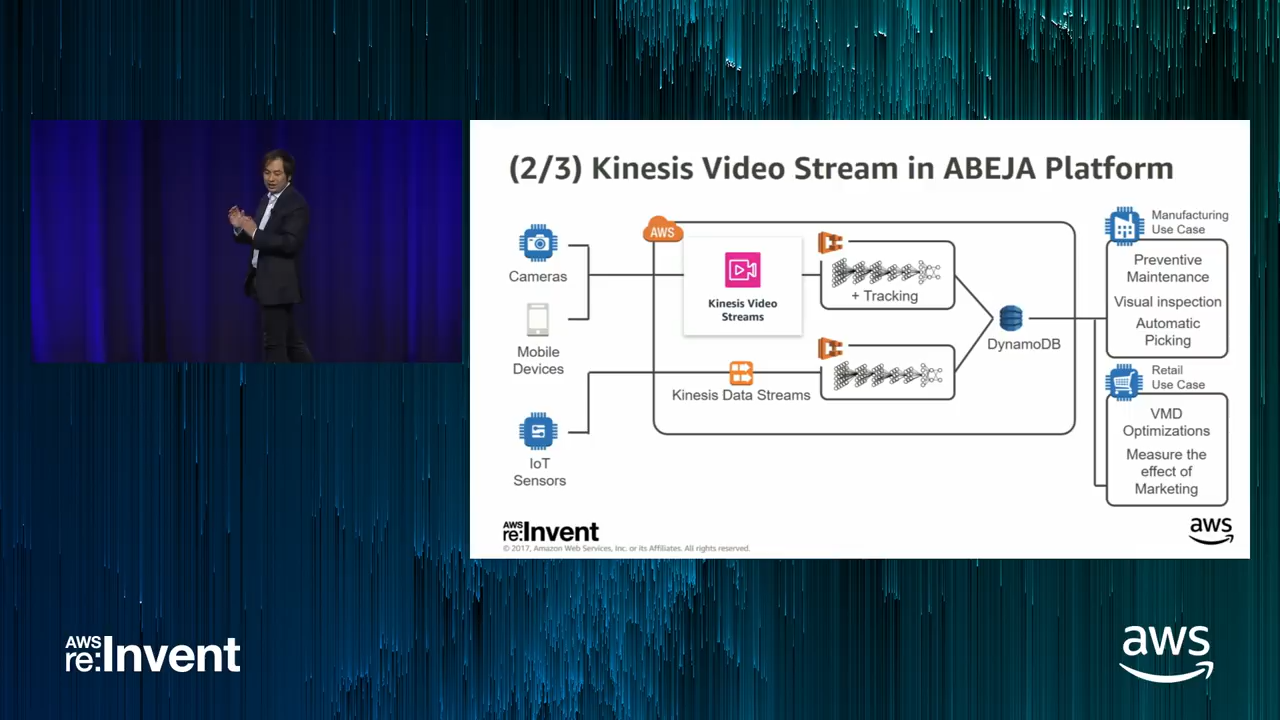 (2/3) Kinesis Video Stream in ABEJA Platform
Cameras
Mobile
Devices
IoT
Sensors
AWS
Kinesis Video
Streams
Kinesis Data Streams
+ Tracking
DynamoDB
Manufacturing
Use Case
Preventive
Maintenance
Visual inspection
Automatic
Picking
Retail
Use Case
VMD
Optimizations
Measure the
effect of
Marketing
AWS
re:Invent
© 2017, Amazon Web Services, Inc. or its Affiliates. All rights reserved.
aws
AWS
re:Invent
aws